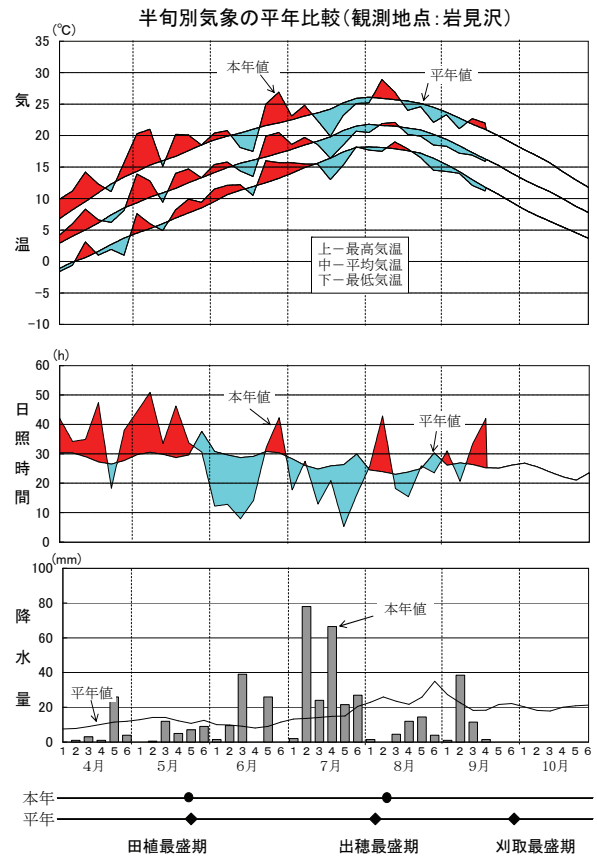 半旬別気象の平年比較(観測地点：岩見沢)
(℃)
35
30
25
20
15
10
5
0
-5
-10
気
温
本年値
平年値
上－最高気温
中－平均気温
下－最低気温
(h)
60
50
40
30
20
10
0
日照時間
本年値
平年値
(mm)
100
80
60
40
20
0
降水量
本年値
平年値
1 2 3 4 5 6 1 2 3 4 5 6 1 2 3 4 5 6 1 2 3 4 5 6 1 2 3 4 5 6 1 2 3 4 5 6 1 2 3 4 5 6
4月 5月 6月 7月 8月 9月 10月
本年
平年
田植最盛期 出穂最盛期 刈取最盛期